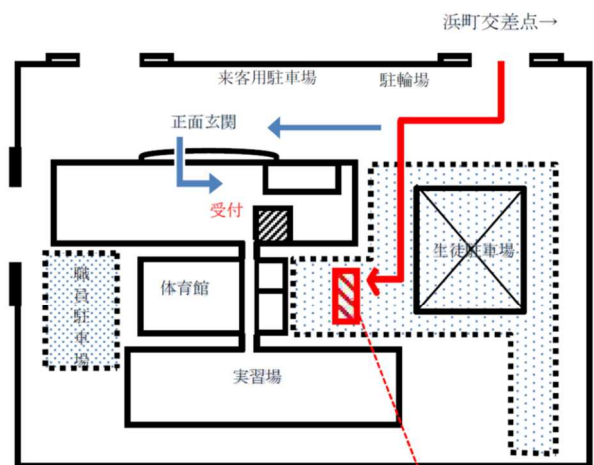 浜町交差点→
来客用駐車場
駐輪場
正面玄関
受付
生徒駐車場
職員駐車場
体育館
実習場